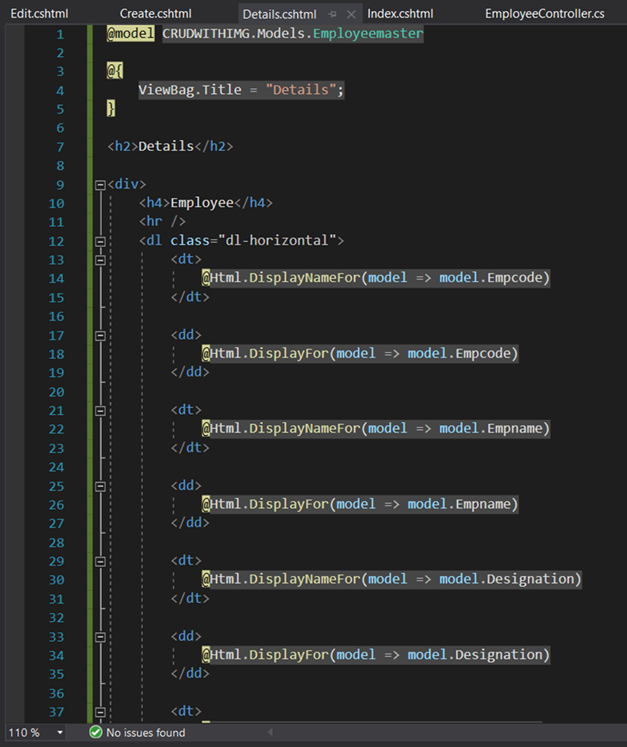 Edit.cshtml Create.cshtml Details.cshtml Index.cshtml EmployeeController.cs
1 @model CRUDWITHIMG.Models.Employeemaster
2
3 @{
4 ViewBag.Title = "Details";
5 }
6
7 <h2>Details</h2>
8
9 <div>
10 <h4>Employee</h4>
11 <hr />
12 <dl class="dl-horizontal">
13 <dt>
14 @Html.DisplayNameFor(model => model.Empcode)
15 </dt>
16
17 <dd>
18 @Html.DisplayFor(model => model.Empcode)
19 </dd>
20
21 <dt>
22 @Html.DisplayNameFor(model => model.Empname)
23 </dt>
24
25 <dd>
26 @Html.DisplayFor(model => model.Empname)
27 </dd>
28
29 <dt>
30 @Html.DisplayNameFor(model => model.Designation)
31 </dt>
32
33 <dd>
34 @Html.DisplayFor(model => model.Designation)
35 </dd>
36
37 <dt>
110 % No issues found